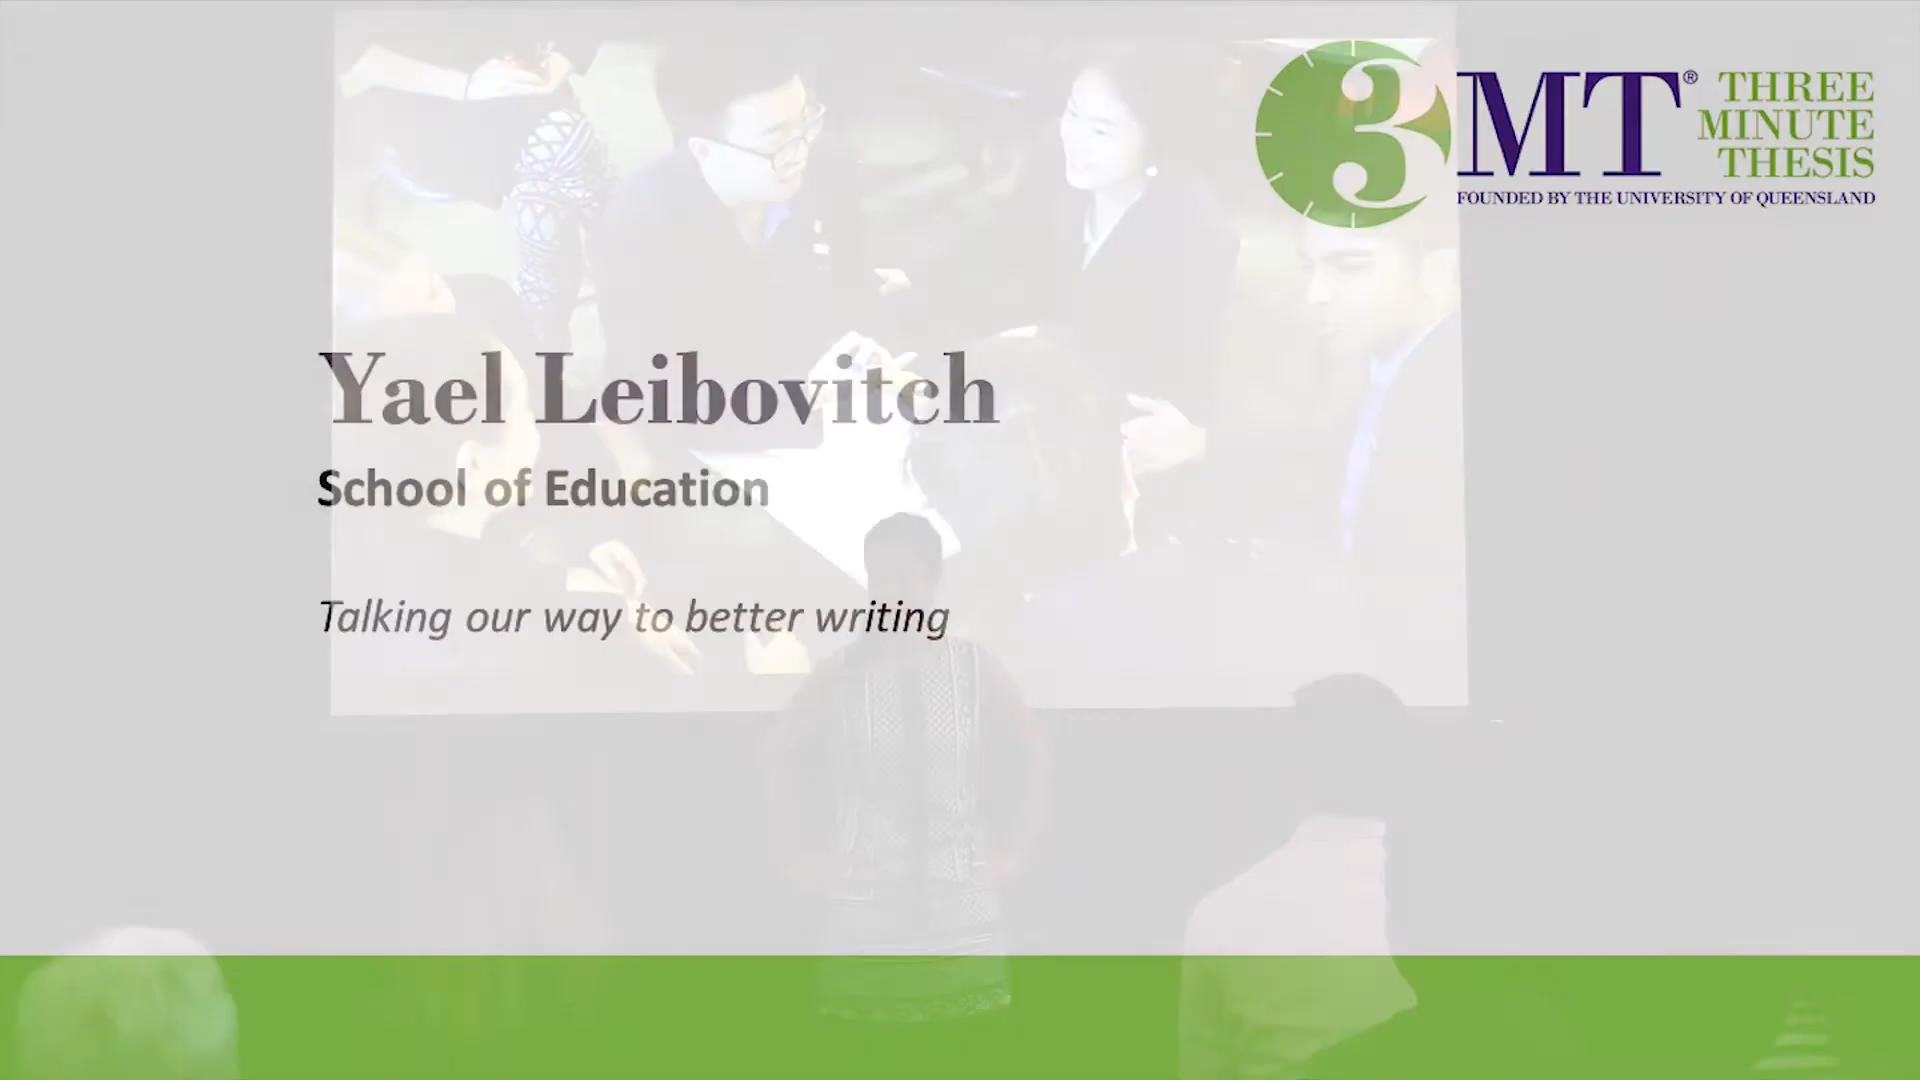 3MT® THREE
MINUTE
THESIS
FOUNDED BY THE UNIVERSITY OF QUEENSLAND
Yael Leibovitch
School of Education
Talking our way to better writing